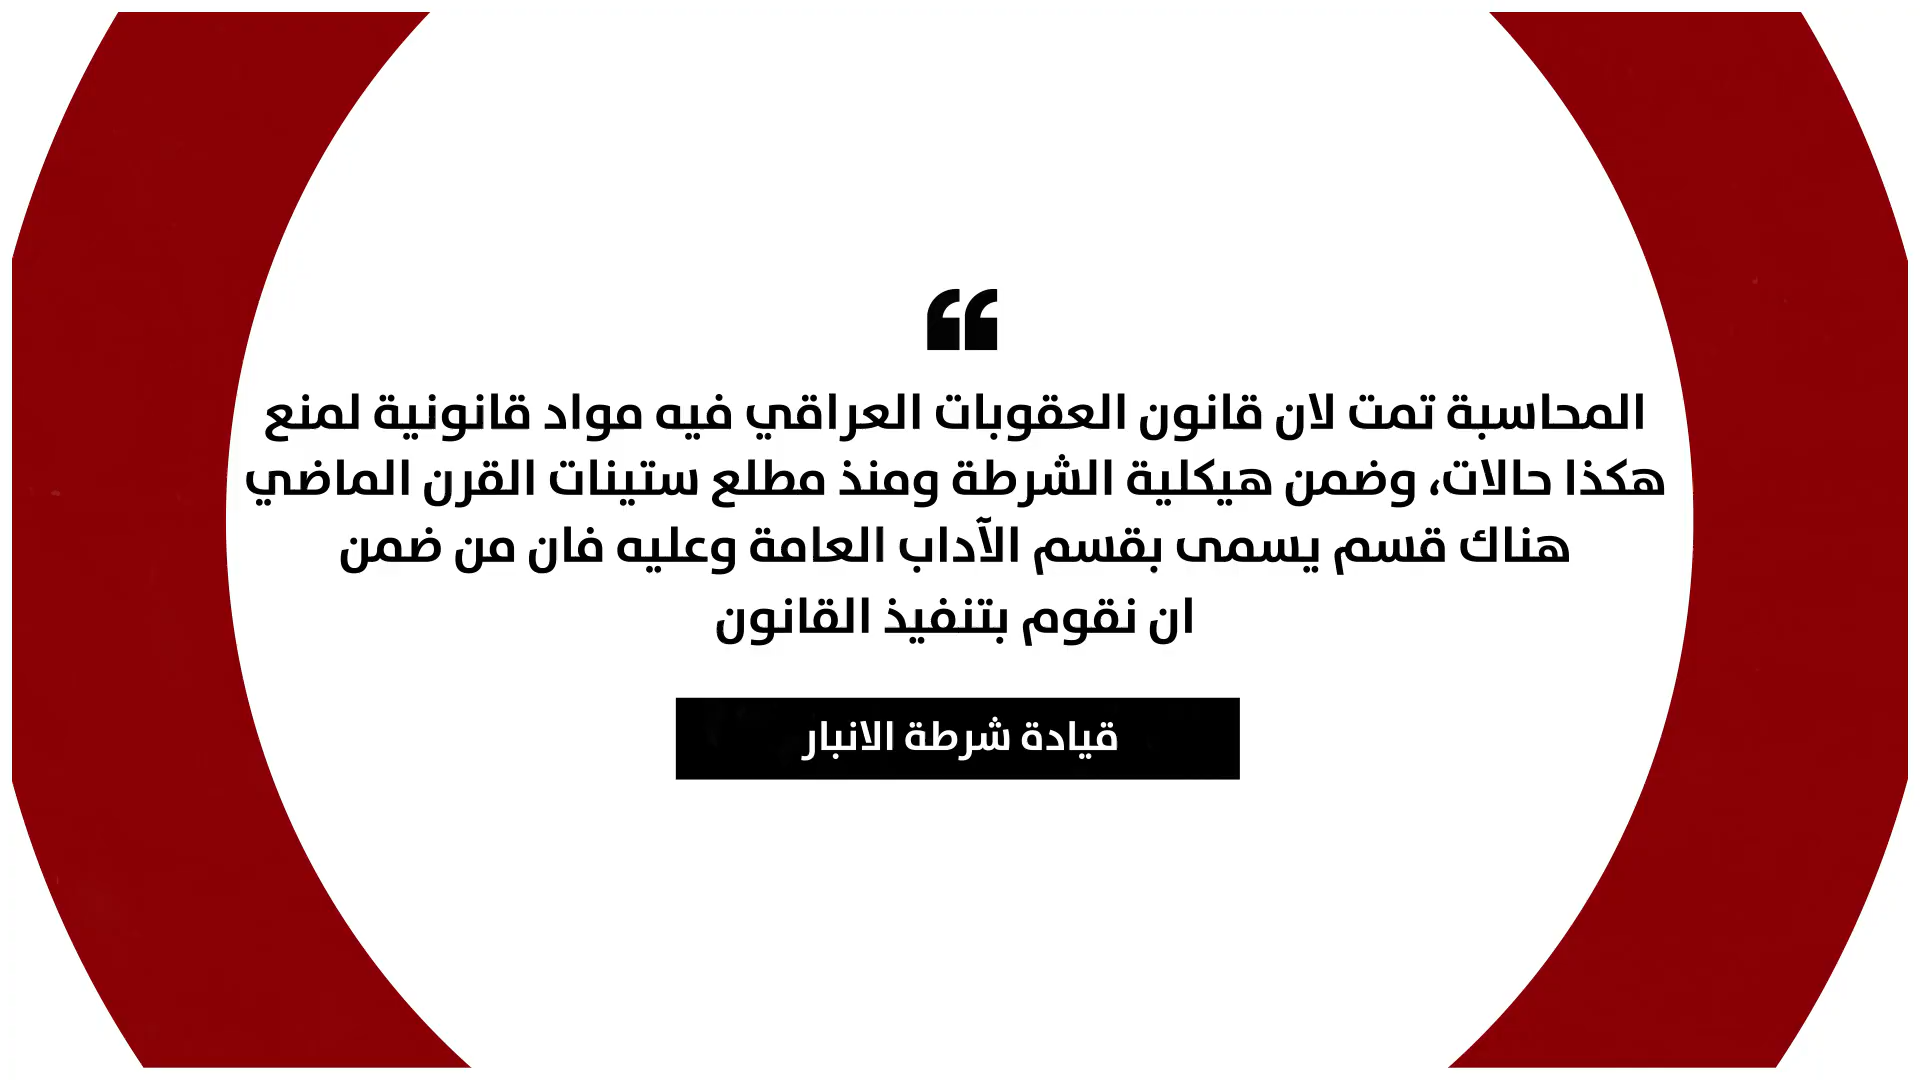 ❝
المحاسبة تمت لان قانون العقوبات العراقي فيه مواد قانونية لمنع
هكذا حالات، وضمن هيكلية الشرطة ومنذ مطلع ستينات القرن الماضي
هناك قسم يسمى بقسم الآداب العامة وعليه فان من ضمن
ان نقوم بتنفيذ القانون
قيادة شرطة الانبار